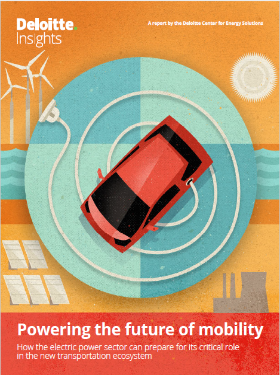 Deloitte.
Insights
A report by the Deloitte Center for Energy Solutions
Powering the future of mobility
How the electric power sector can prepare for its critical role
in the new transportation ecosystem